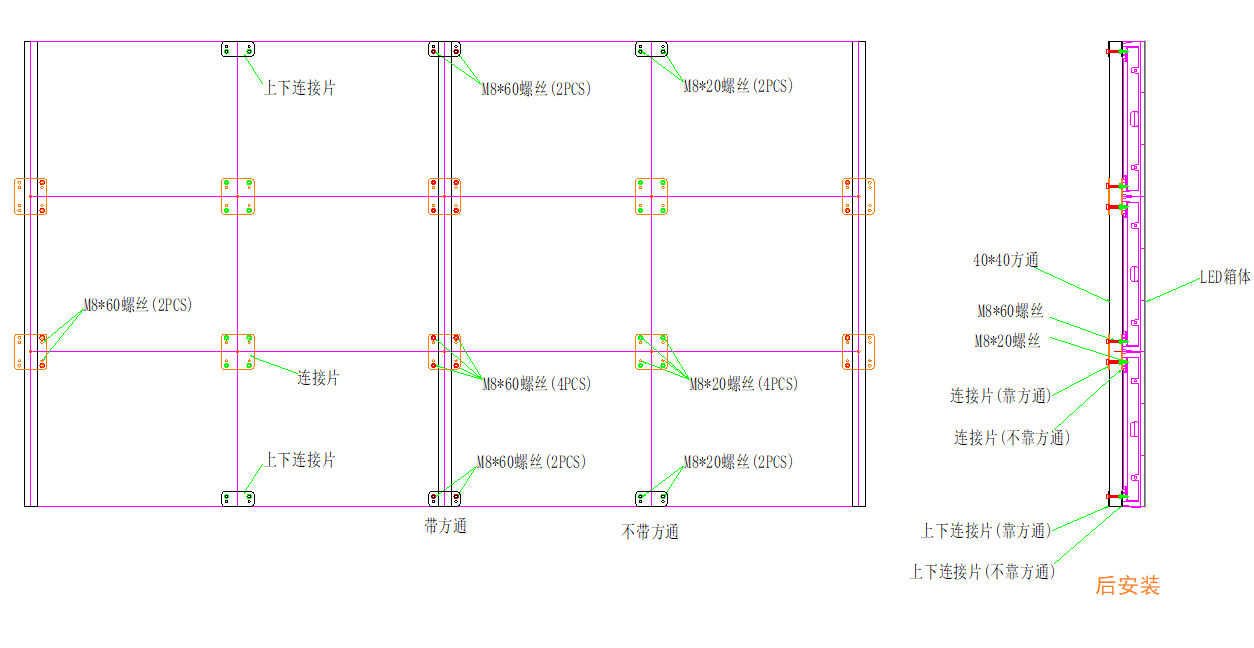 上下连接片
M8*60螺丝(2PCS)
M8*20螺丝(2PCS)
40*40方通
LED箱体
M8*60螺丝(2PCS)
M8*60螺丝
M8*20螺丝
连接片
M8*60螺丝(4PCS)
M8*20螺丝(4PCS)
连接片(靠方通)
连接片(不靠方通)
上下连接片
M8*60螺丝(2PCS)
M8*20螺丝(2PCS)
带方通
不带方通
上下连接片(靠方通)
上下连接片(不靠方通)
后安装